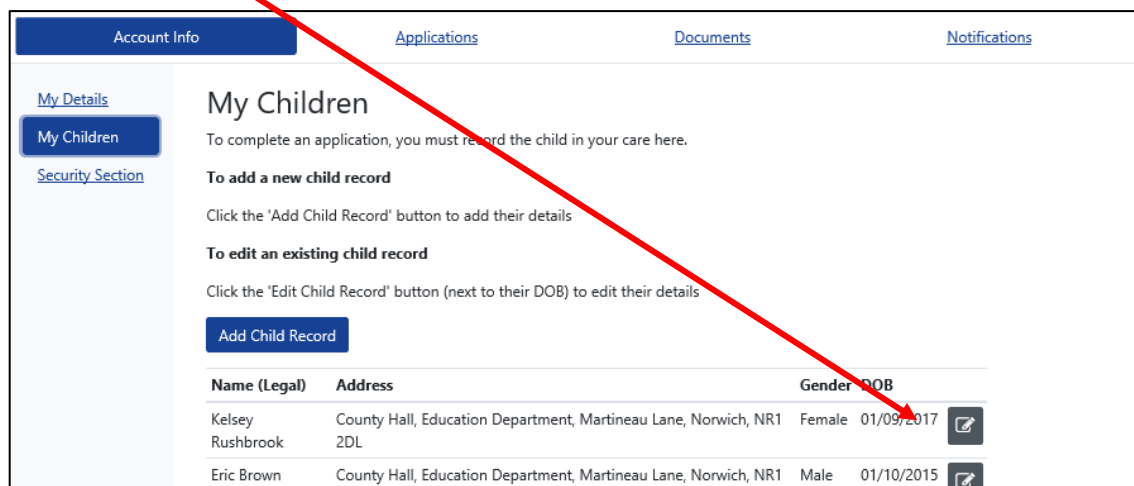 Account Info Applications Documents Notifications
My Details
My Children
Security Section
My Children
To complete an application, you must record the child in your care here.
To add a new child record
Click the 'Add Child Record' button to add their details
To edit an existing child record
Click the 'Edit Child Record' button (next to their DOB) to edit their details
Add Child Record
Name (Legal) Address Gender DOB
Kelsey Rushbrook County Hall, Education Department, Martineau Lane, Norwich, NR1 2DL Female 01/09/2017
Eric Brown County Hall, Education Department, Martineau Lane, Norwich, NR1 Male 01/10/2015